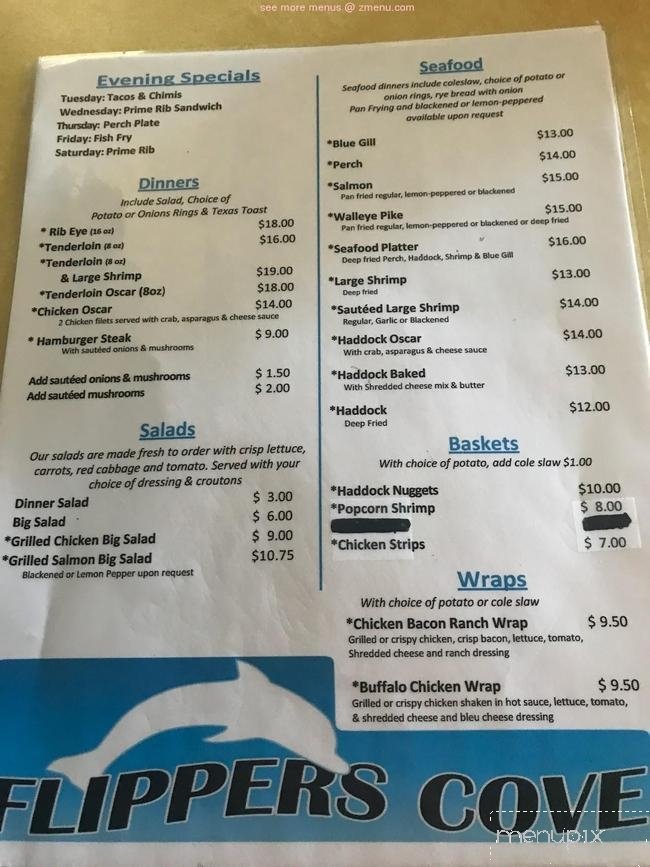 see more menus @ zmenu.com
Evening Specials
Tuesday: Tacos & Chimis
Wednesday: Prime Rib Sandwich
Thursday: Perch Plate
Friday: Fish Fry
Saturday: Prime Rib
Dinners
Include Salad, Choice of
Potato or Onions Rings & Texas Toast
* Rib Eye (16 oz) $18.00
*Tenderloin (8 oz) $16.00
*Tenderloin (8 oz)
& Large Shrimp $19.00
*Tenderloin Oscar (8oz) $18.00
*Chicken Oscar $14.00
2 Chicken filets served with crab, asparagus & cheese sauce
* Hamburger Steak $ 9.00
With sautéed onions & mushrooms
Add sautéed onions & mushrooms $ 1.50
Add sautéed mushrooms $ 2.00
Salads
Our salads are made fresh to order with crisp lettuce,
carrots, red cabbage and tomato. Served with your
choice of dressing & croutons
Dinner Salad $ 3.00
Big Salad $ 6.00
*Grilled Chicken Big Salad $ 9.00
*Grilled Salmon Big Salad $10.75
Blackened or Lemon Pepper upon request
Seafood
Seafood dinners include coleslaw, choice of potato or
onion rings, rye bread with onion
Pan Frying and blackened or lemon-peppered
available upon request
*Blue Gill $13.00
*Perch $14.00
*Salmon $15.00
Pan fried regular, lemon-peppered or blackened
*Walleye Pike $15.00
Pan fried regular, lemon-peppered or blackened or deep fried
*Seafood Platter $16.00
Deep fried Perch, Haddock, Shrimp & Blue Gill
*Large Shrimp $13.00
Deep fried
*Sautéed Large Shrimp $14.00
Regular, Garlic or Blackened
*Haddock Oscar $14.00
With crab, asparagus & cheese sauce
*Haddock Baked $13.00
With Shredded cheese mix & butter
*Haddock $12.00
Deep Fried
Baskets
With choice of potato, add cole slaw $1.00
*Haddock Nuggets $10.00
*Popcorn Shrimp $ 8.00
*Chicken Strips $ 7.00
Wraps
With choice of potato or cole slaw
*Chicken Bacon Ranch Wrap $ 9.50
Grilled or crispy chicken, crisp bacon, lettuce, tomato,
Shredded cheese and ranch dressing
*Buffalo Chicken Wrap $ 9.50
Grilled or crispy chicken shaken in hot sauce, lettuce, tomato,
& shredded cheese and bleu cheese dressing
FLIPPERS COVE
menupix